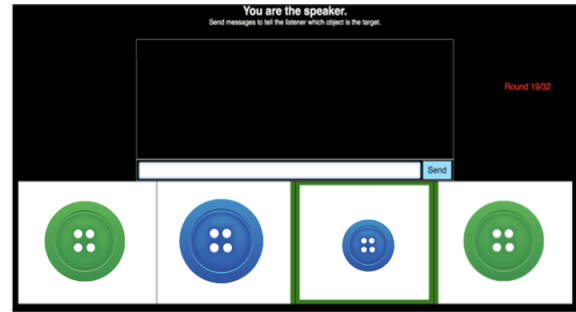 You are the speaker.
Send messages to tell the listener which object is the target.
Round 19/32
Send